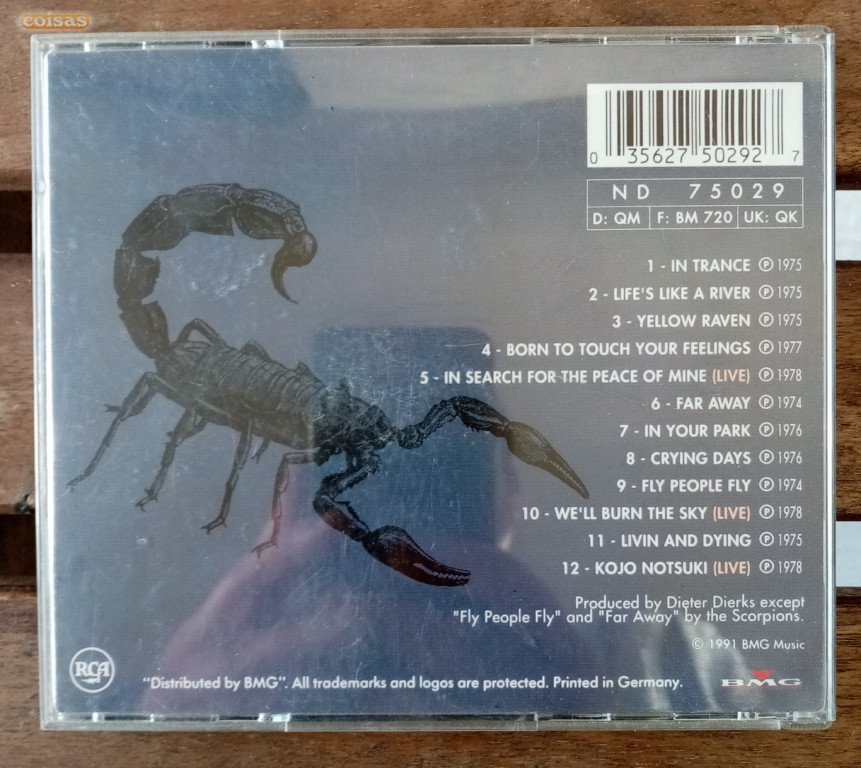 coisas
0 35627 50292 7
ND 75029
D: QM F: BM 720 UK: QK
1 - IN TRANCE ℗ 1975
2 - LIFE'S LIKE A RIVER ℗ 1975
3 - YELLOW RAVEN ℗ 1975
4 - BORN TO TOUCH YOUR FEELINGS ℗ 1977
5 - IN SEARCH FOR THE PEACE OF MINE (LIVE) ℗ 1978
6 - FAR AWAY ℗ 1974
7 - IN YOUR PARK ℗ 1976
8 - CRYING DAYS ℗ 1976
9 - FLY PEOPLE FLY ℗ 1974
10 - WE'LL BURN THE SKY (LIVE) ℗ 1978
11 - LIVIN AND DYING ℗ 1975
12 - KOJO NOTSUKI (LIVE) ℗ 1978
Produced by Dieter Dierks except
"Fly People Fly" and "Far Away" by the Scorpions.
© 1991 BMG Music
RCA
"Distributed by BMG". All trademarks and logos are protected. Printed in Germany.
BMG